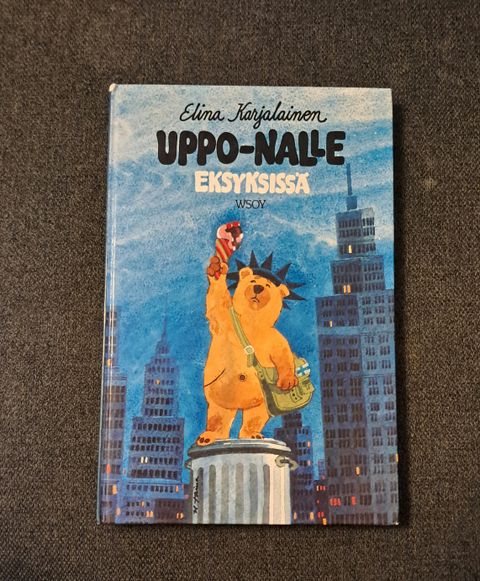 Elina Karjalainen
UPPO-NALLE
EKSYKSISSÄ
WSOY